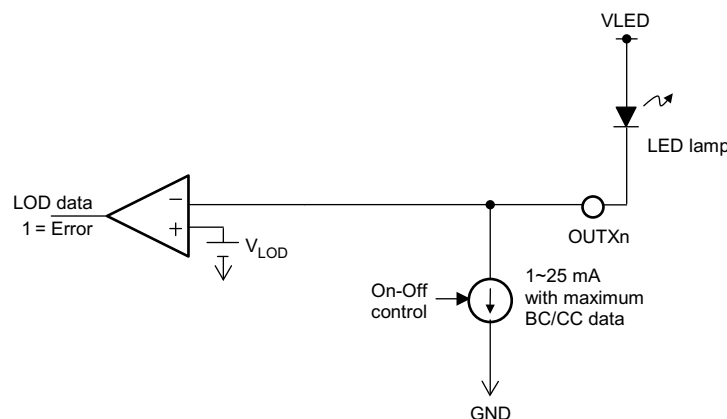 VLED
LED lamp
LOD data
1 = Error
−
+
VLOD
OUTXn
On-Off
control
1~25 mA
with maximum
BC/CC data
GND